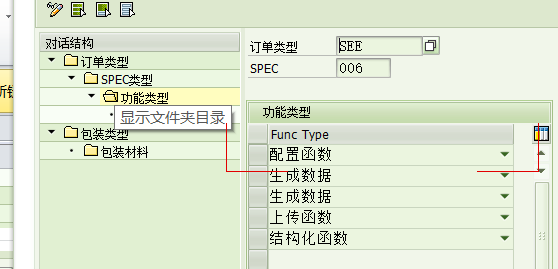 对话结构
订单类型
SPEC类型
功能类型
显示文件夹目录
包装类型
包装材料
订单类型 SEE
SPEC 006
功能类型
Func Type
配置函数
生成数据
生成数据
上传函数
结构化函数